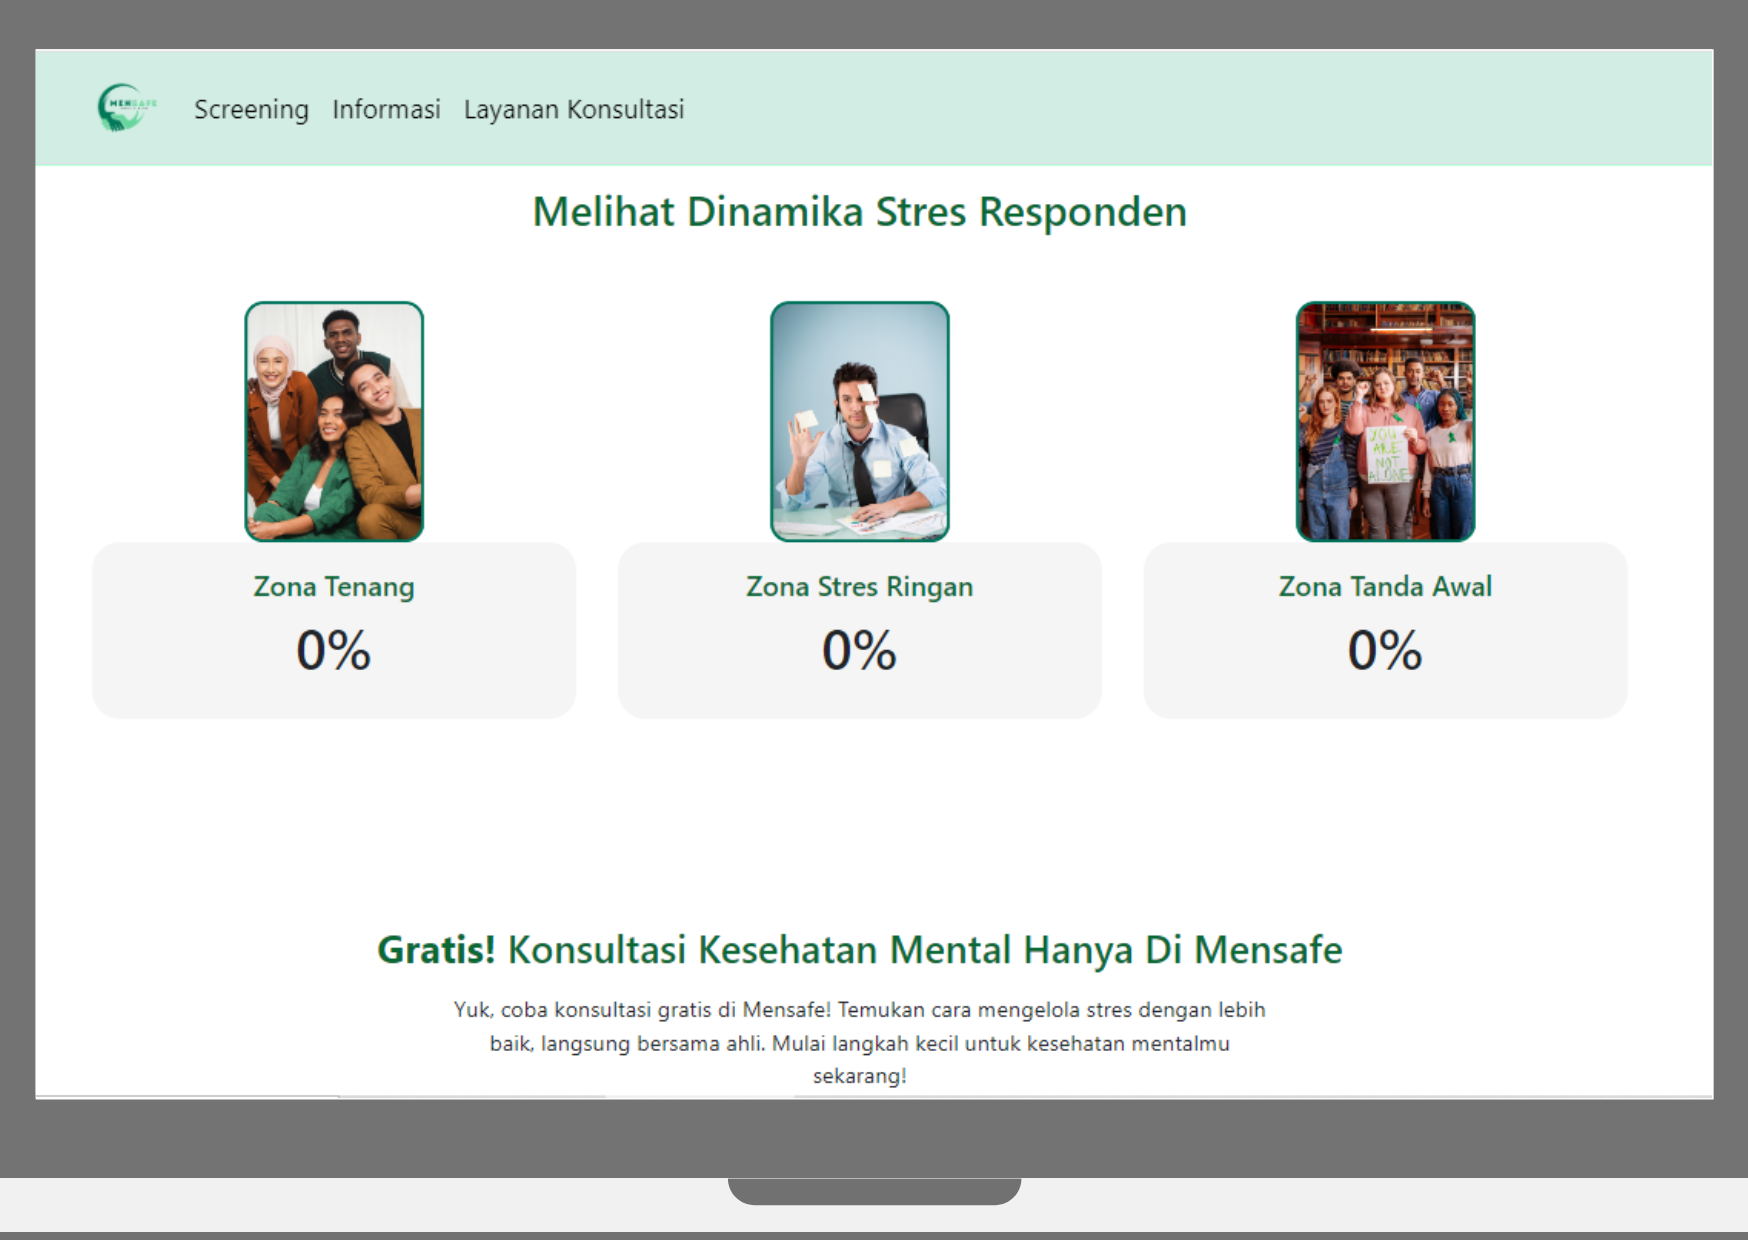 MENSAFE
Screening Informasi Layanan Konsultasi
Melihat Dinamika Stres Responden
YOU
ARE
NOT
ALONE
Zona Tenang
0%
Zona Stres Ringan
0%
Zona Tanda Awal
0%
Gratis! Konsultasi Kesehatan Mental Hanya Di Mensafe
Yuk, coba konsultasi gratis di Mensafe! Temukan cara mengelola stres dengan lebih
baik, langsung bersama ahli. Mulai langkah kecil untuk kesehatan mentalmu
sekarang!